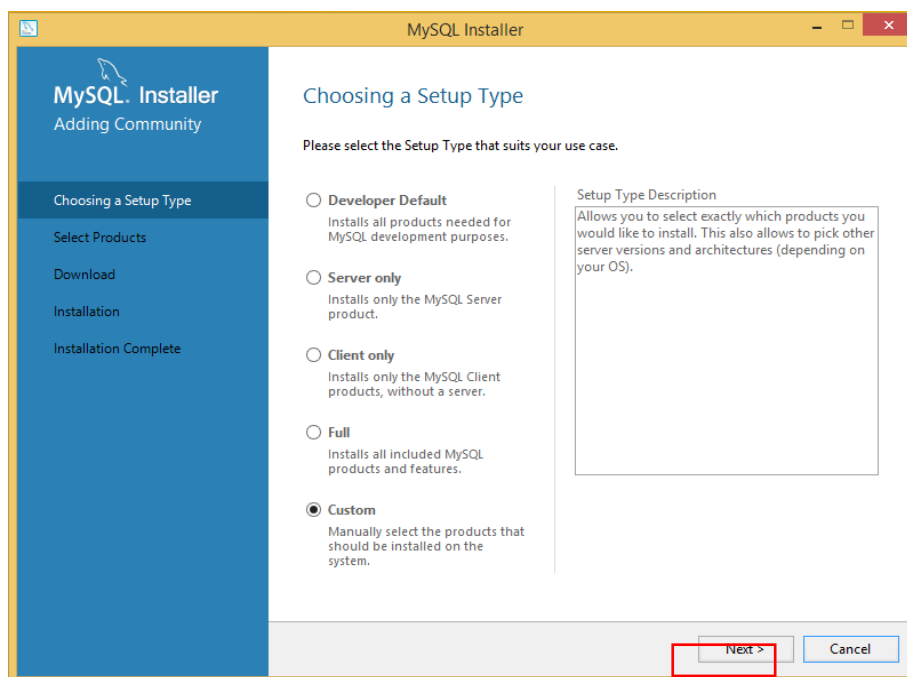 MySQL Installer
MySQL. Installer
Adding Community
Choosing a Setup Type
Select Products
Download
Installation
Installation Complete
Choosing a Setup Type
Please select the Setup Type that suits your use case.
Developer Default
Installs all products needed for
MySQL development purposes.
Server only
Installs only the MySQL Server
product.
Client only
Installs only the MySQL Client
products, without a server.
Full
Installs all included MySQL
products and features.
Custom
Manually select the products that
should be installed on the
system.
Setup Type Description
Allows you to select exactly which products you
would like to install. This also allows to pick other
server versions and architectures (depending on
your OS).
Next >
Cancel